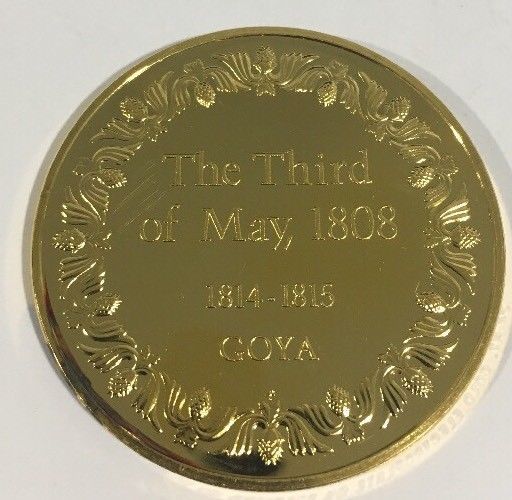 The Third
of May, 1808
1814-1815
GOYA